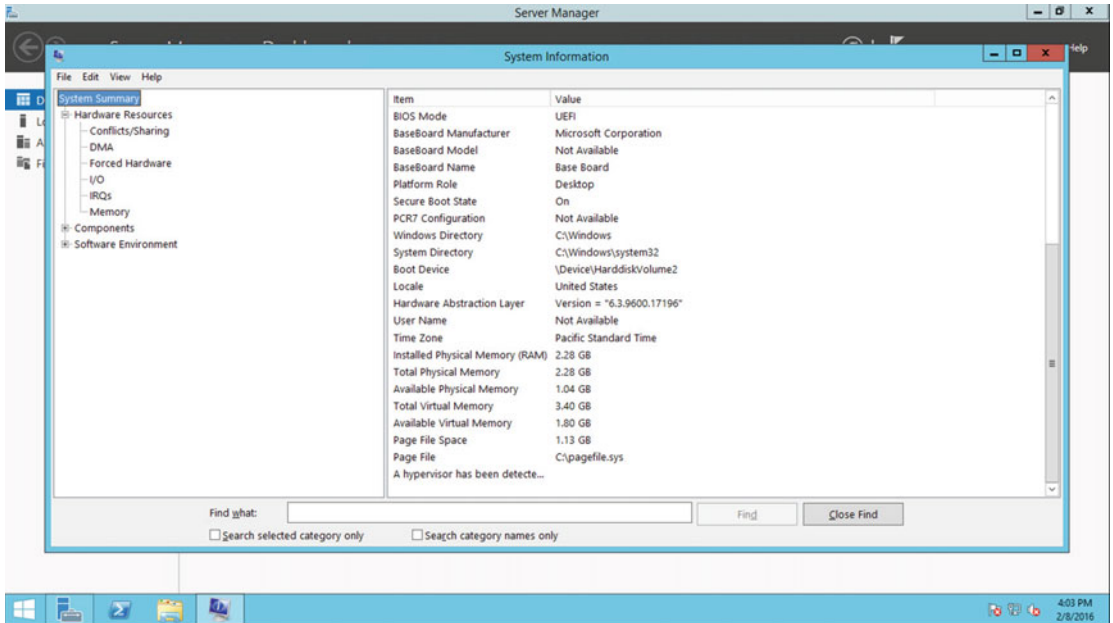 Server Manager
Help
System Information
File Edit View Help
System Summary
Hardware Resources
Conflicts/Sharing
DMA
Forced Hardware
I/O
IRQs
Memory
Components
Software Environment
Item Value
BIOS Mode UEFI
BaseBoard Manufacturer Microsoft Corporation
BaseBoard Model Not Available
BaseBoard Name Base Board
Platform Role Desktop
Secure Boot State On
PCR7 Configuration Not Available
Windows Directory C:\Windows
System Directory C:\Windows\system32
Boot Device \Device\HarddiskVolume2
Locale United States
Hardware Abstraction Layer Version = "6.3.9600.17196"
User Name Not Available
Time Zone Pacific Standard Time
Installed Physical Memory (RAM) 2.28 GB
Total Physical Memory 2.28 GB
Available Physical Memory 1.04 GB
Total Virtual Memory 3.40 GB
Available Virtual Memory 1.80 GB
Page File Space 1.13 GB
Page File C:\pagefile.sys
A hypervisor has been detecte...
Find what: Find Close Find
Search selected category only Search category names only
4:03 PM
2/8/2016